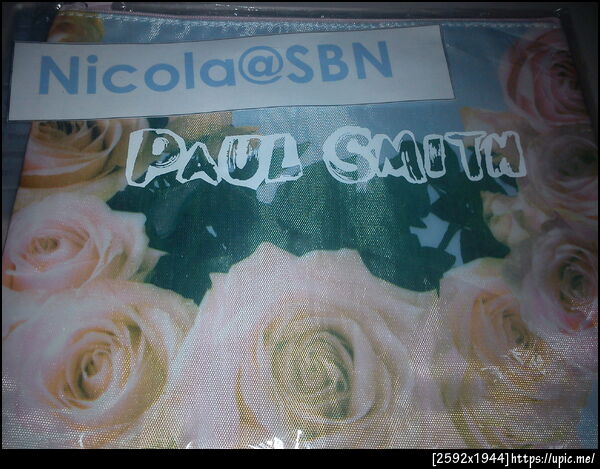 Nicola@SBN
PAUL SMITH
[2592x1944]https://upic.me/